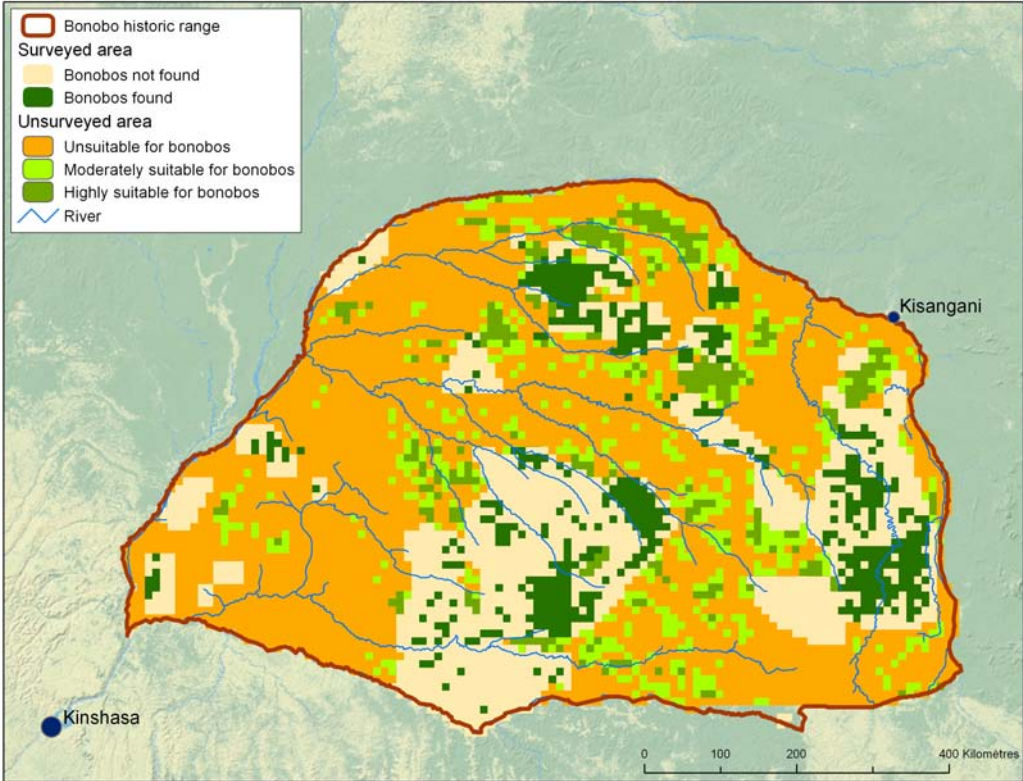 Bonobo historic range
Surveyed area
Bonobos not found
Bonobos found
Unsurveyed area
Unsuitable for bonobos
Moderately suitable for bonobos
Highly suitable for bonobos
River
Kisangani
Kinshasa
0 100 200 400 Kilomètres